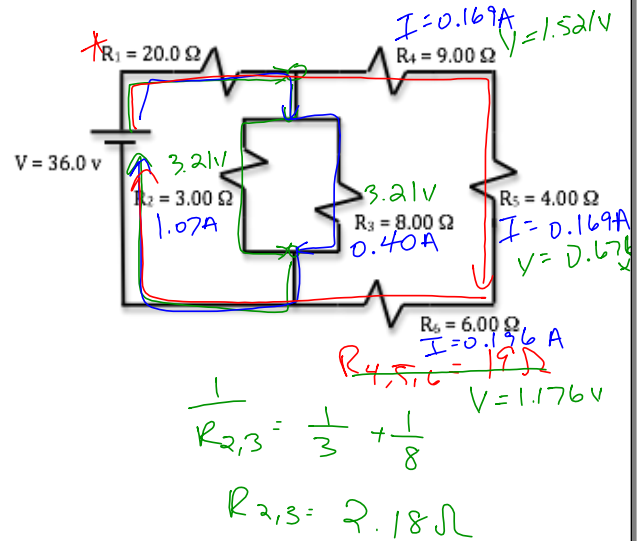 I=0.169A
V=1.521V
*R₁ = 20.0 Ω
R₄ = 9.00 Ω
V = 36.0 v
3.21V
R₂ = 3.00 Ω
1.07A
3.21V
R₃ = 8.00 Ω
0.40A
R₅ = 4.00 Ω
I= 0.169A
V= 0.676
R₆ = 6.00 Ω
I=0.196 A
R₄,₅,₆ = 19Ω
V=1.176V
1/R₂,₃ = 1/3 + 1/8
R₂,₃= 2.18Ω